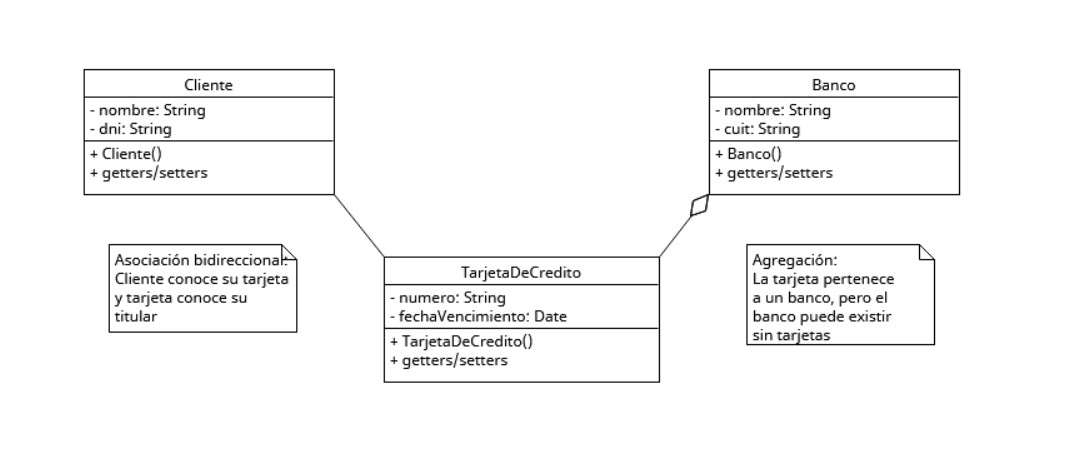 Cliente
- nombre: String
- dni: String
+ Cliente()
+ getters/setters
Banco
- nombre: String
- cuit: String
+ Banco()
+ getters/setters
Asociación bidireccional:
Cliente conoce su tarjeta
y tarjeta conoce su
titular
TarjetaDeCredito
- numero: String
- fechaVencimiento: Date
+ TarjetaDeCredito()
+ getters/setters
Agregación:
La tarjeta pertenece
a un banco, pero el
banco puede existir
sin tarjetas